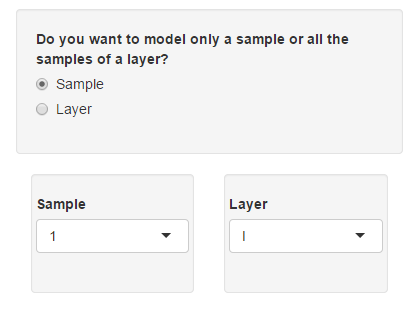 Do you want to model only a sample or all the
samples of a layer?
Sample
Layer
Sample
Layer
1
I